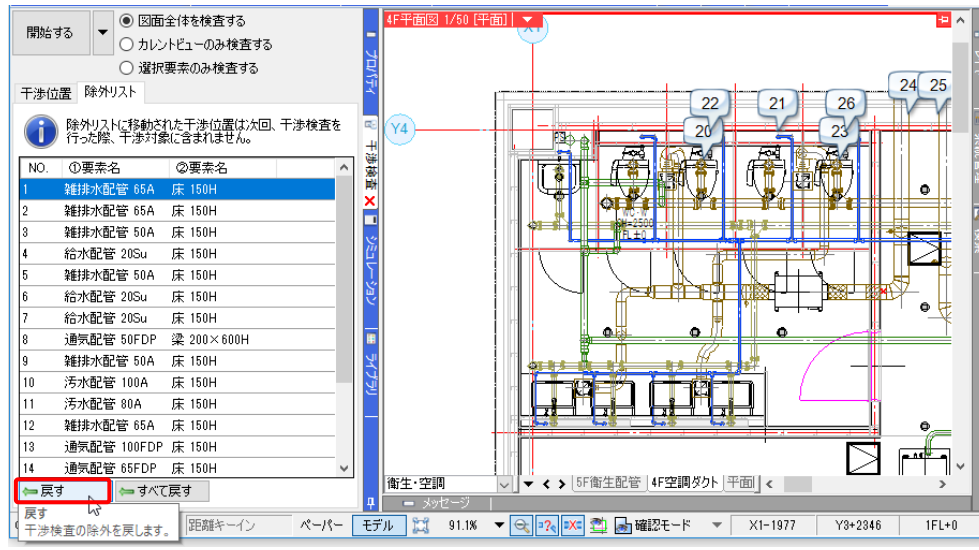 開始する
図面全体を検査する
カレントビューのみ検査する
選択要素のみ検査する
干渉位置 除外リスト
除外リストに移動された干渉位置は次回、干渉検査を
行った際、干渉対象に含まれません。
NO. ①要素名 ②要素名
1 雑排水配管 65A 床 150H
2 雑排水配管 65A 床 150H
3 雑排水配管 50A 床 150H
4 給水配管 20Su 床 150H
5 雑排水配管 50A 床 150H
6 給水配管 20Su 床 150H
7 給水配管 20Su 床 150H
8 通気配管 50FDP 梁 200×600H
9 雑排水配管 50A 床 150H
10 汚水配管 100A 床 150H
11 汚水配管 80A 床 150H
12 雑排水配管 65A 床 150H
13 通気配管 100FDP 床 150H
14 通気配管 65FDP 床 150H
戻す すべて戻す
戻す
干渉検査の除外を戻します。
プロパティ
干渉検査
シミュレーション
ライブラリ
4F平面図 1/50 [平面]
X1
Y4
22 21 26 24 25
20 23
WC-W
CH=2500
FL±0
衛生・空調 5F衛生配管 4F空調ダクト 平面
メッセージ
距離キーイン ペーパー モデル 91.1% 確認モード X1-1977 Y3+2346 1FL+0